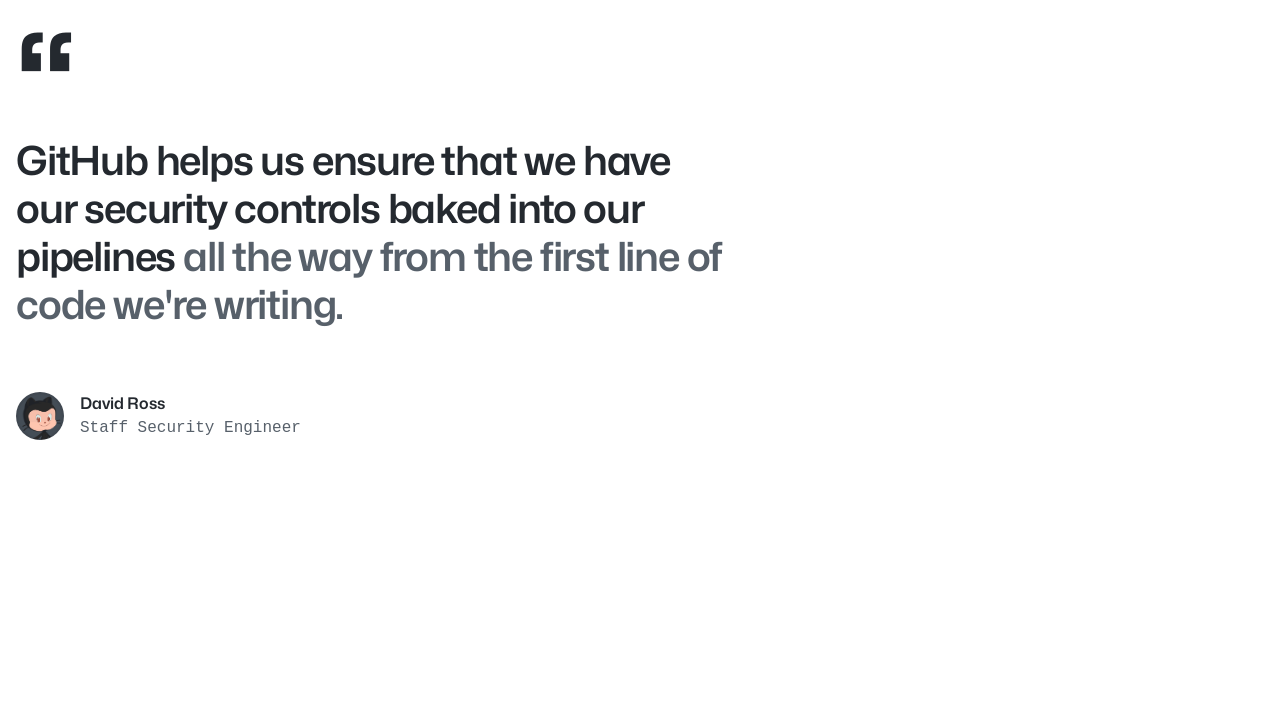 “
GitHub helps us ensure that we have
our security controls baked into our
pipelines all the way from the first line of
code we're writing.
David Ross
Staff Security Engineer